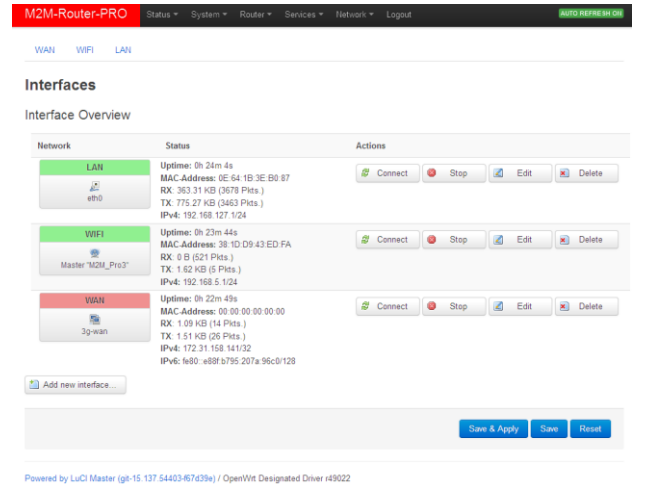 M2M-Router-PRO Status System Router Services Network Logout AUTO REFRESH ON
WAN WIFI LAN
Interfaces
Interface Overview
Network Status Actions
LAN
eth0
Uptime: 0h 24m 4s
MAC-Address: 0E:64:1B:3E:B0:87
RX: 363.31 KB (3678 Pkts.)
TX: 775.27 KB (3463 Pkts.)
IPv4: 192.168.127.1/24
Connect Stop Edit Delete
WIFI
Master "M2M_Pro3"
Uptime: 0h 23m 44s
MAC-Address: 38:1D:D9:43:ED:FA
RX: 0 B (521 Pkts.)
TX: 1.62 KB (5 Pkts.)
IPv4: 192.168.5.1/24
Connect Stop Edit Delete
WAN
3g-wan
Uptime: 0h 22m 49s
MAC-Address: 00:00:00:00:00:00
RX: 1.09 KB (14 Pkts.)
TX: 1.51 KB (26 Pkts.)
IPv4: 172.31.158.141/32
IPv6: fe80::e88f:b795:207a:96c0/128
Connect Stop Edit Delete
Add new interface...
Save & Apply Save Reset
Powered by LuCI Master (git-15.137.54403-f67d39e) / OpenWrt Designated Driver r49022